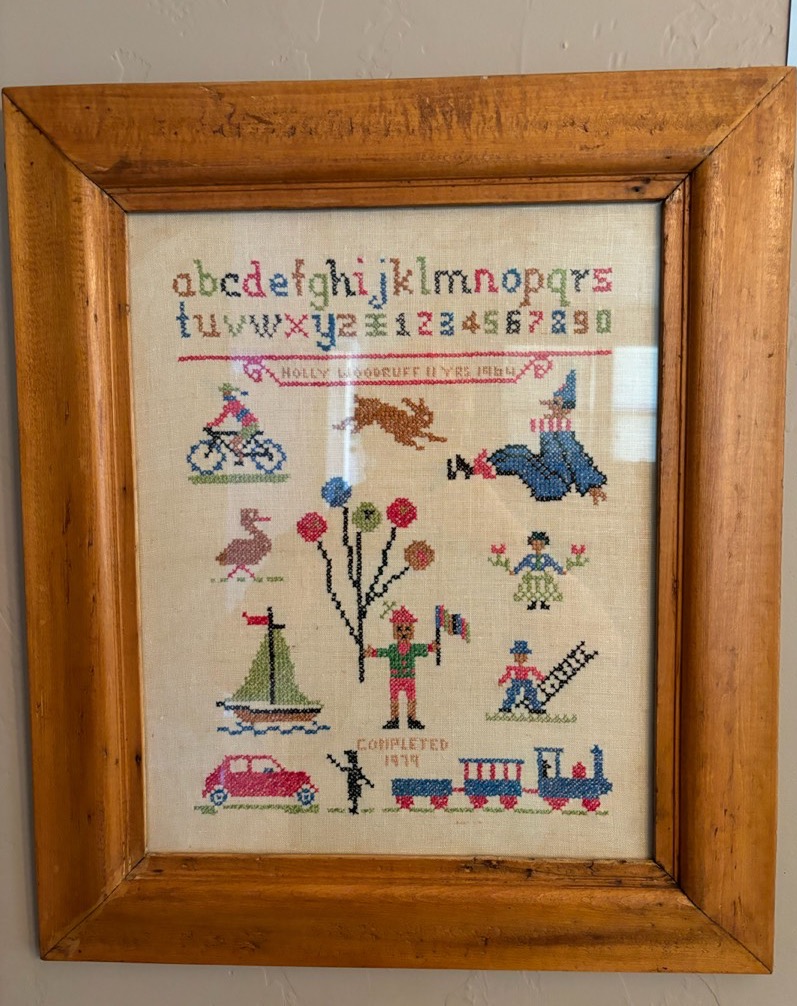 abcdefghijklmnopqrs
tuvwxyz 1234567890
HOLLY WOODRUFF 11 YRS 1964
COMPLETED
1979